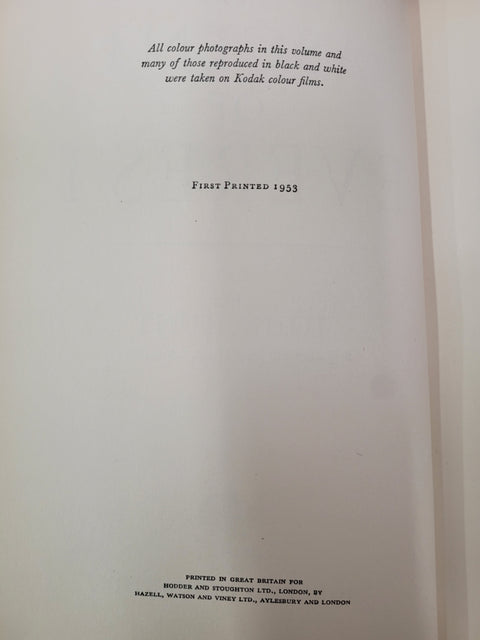 All colour photographs in this volume and
many of those reproduced in black and white
were taken on Kodak colour films.
FIRST PRINTED 1953
PRINTED IN GREAT BRITAIN FOR
HODDER AND STOUGHTON LTD., LONDON, BY
HAZELL, WATSON AND VINEY LTD., AYLESBURY AND LONDON